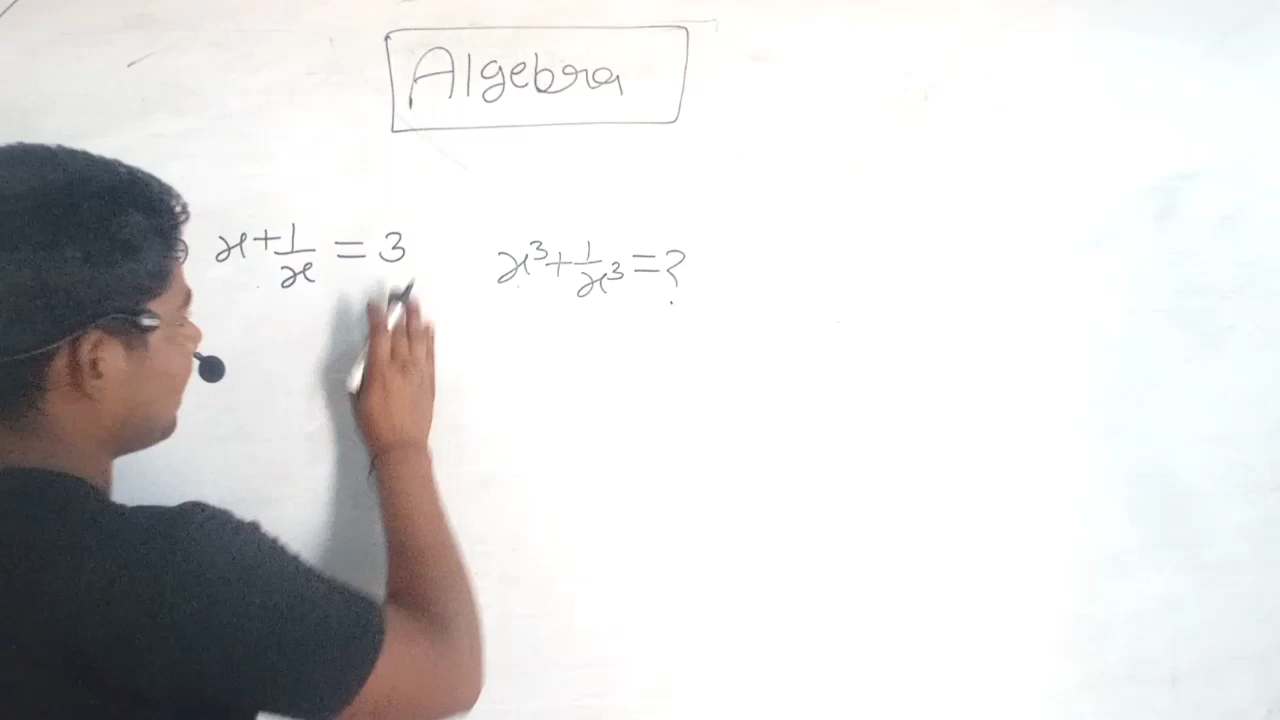 Algebra
x+1/x = 3
x³+1/x³=?